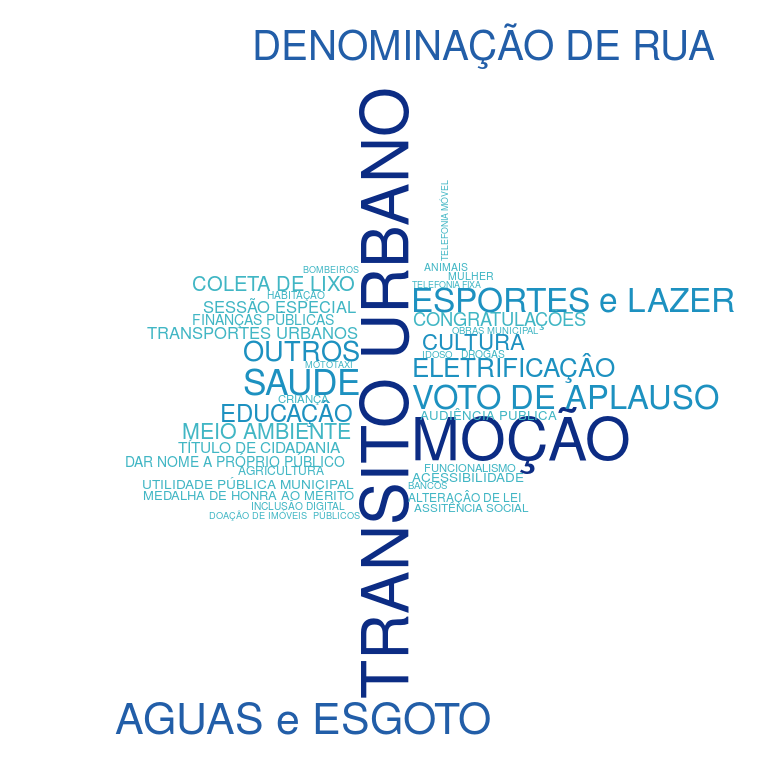 DENOMINAÇÃO DE RUA
TRANSITO URBANO
TELEFONIA MÓVEL
BOMBEIROS
COLETA DE LIXO
HABITAÇÃO
SESSÃO ESPECIAL
FINANÇAS PÚBLICAS
TRANSPORTES URBANOS
OUTROS
MOTOTAXI
SAUDE
CRIANÇA
EDUCAÇÃO
MEIO AMBIENTE
TÍTULO DE CIDADANIA
DAR NOME A PRÓPRIO PÚBLICO
AGRICULTURA
UTILIDADE PÚBLICA MUNICIPAL
MEDALHA DE HONRA AO MÉRITO
INCLUSÃO DIGITAL
DOAÇÃO DE IMÓVEIS PÚBLICOS
ANIMAIS
MULHER
TELEFONIA FIXA
ESPORTES e LAZER
CONGRATULAÇÕES
OBRAS MUNICIPAL
CULTURA
IDOSO
DROGAS
ELETRIFICAÇÂO
VOTO DE APLAUSO
AUDIÊNCIA PÚBLICA
MOÇÃO
FUNCIONALISMO
ACESSIBILIDADE
BANCOS
ALTERAÇÂO DE LEI
ASSITÊNCIA SOCIAL
AGUAS e ESGOTO